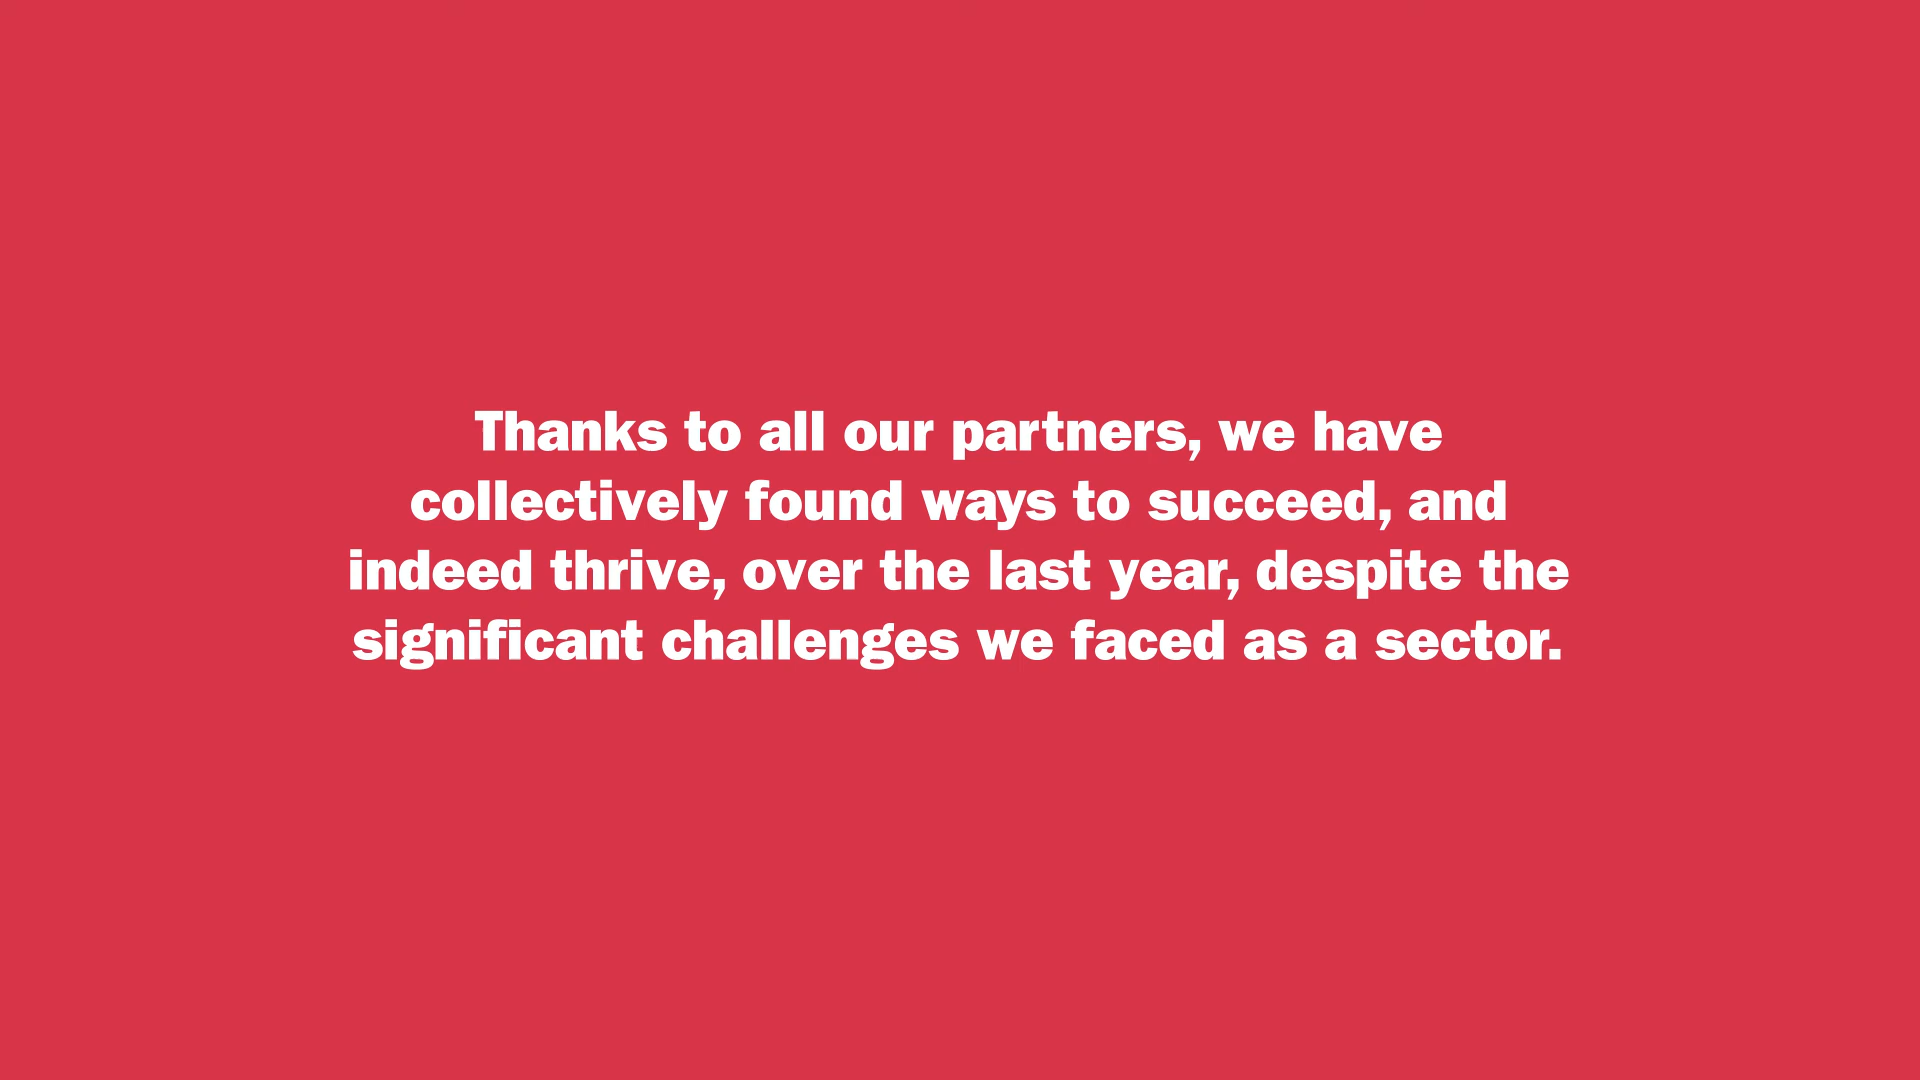 Thanks to all our partners, we have
collectively found ways to succeed, and
indeed thrive, over the last year, despite the
significant challenges we faced as a sector.